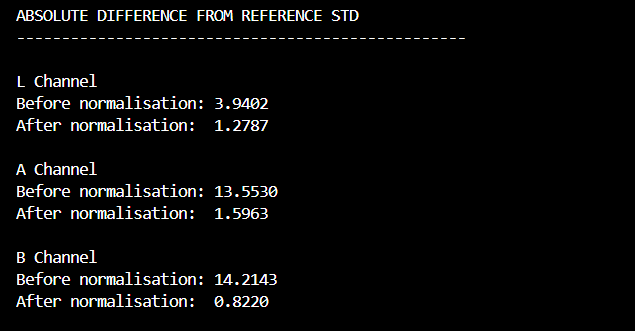 ABSOLUTE DIFFERENCE FROM REFERENCE STD
--------------------------------------------------
L Channel
Before normalisation: 3.9402
After normalisation:  1.2787
A Channel
Before normalisation: 13.5530
After normalisation:  1.5963
B Channel
Before normalisation: 14.2143
After normalisation:  0.8220